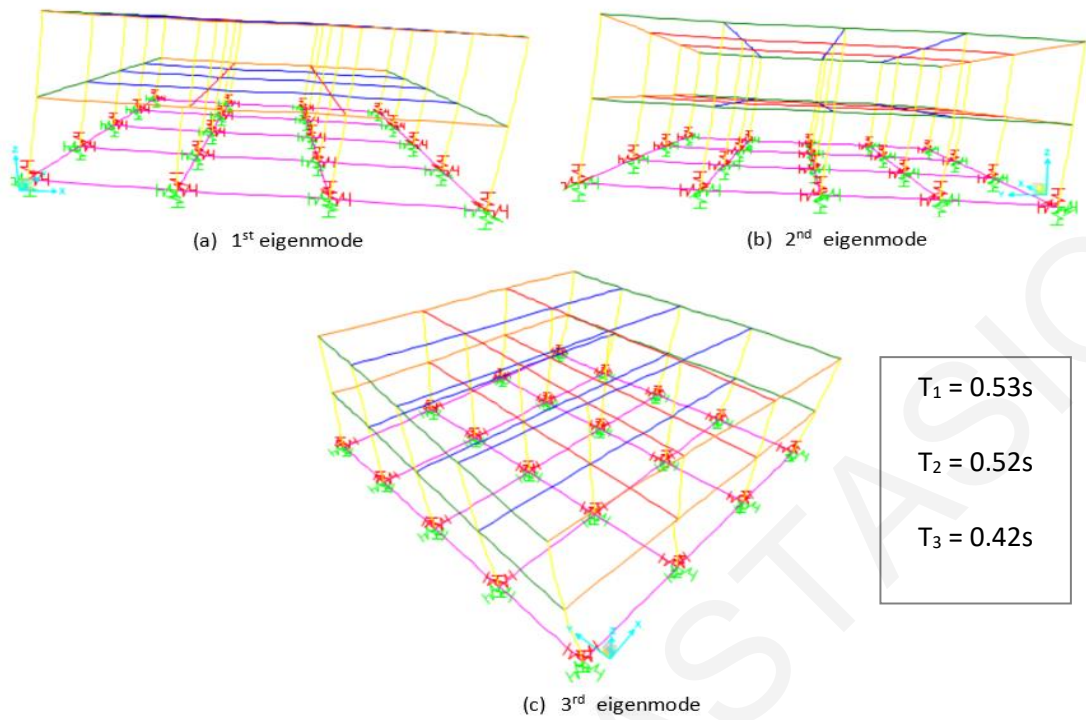 (a) 1st eigenmode
(b) 2nd eigenmode
T1 = 0.53s
T2 = 0.52s
T3 = 0.42s
(c) 3rd eigenmode